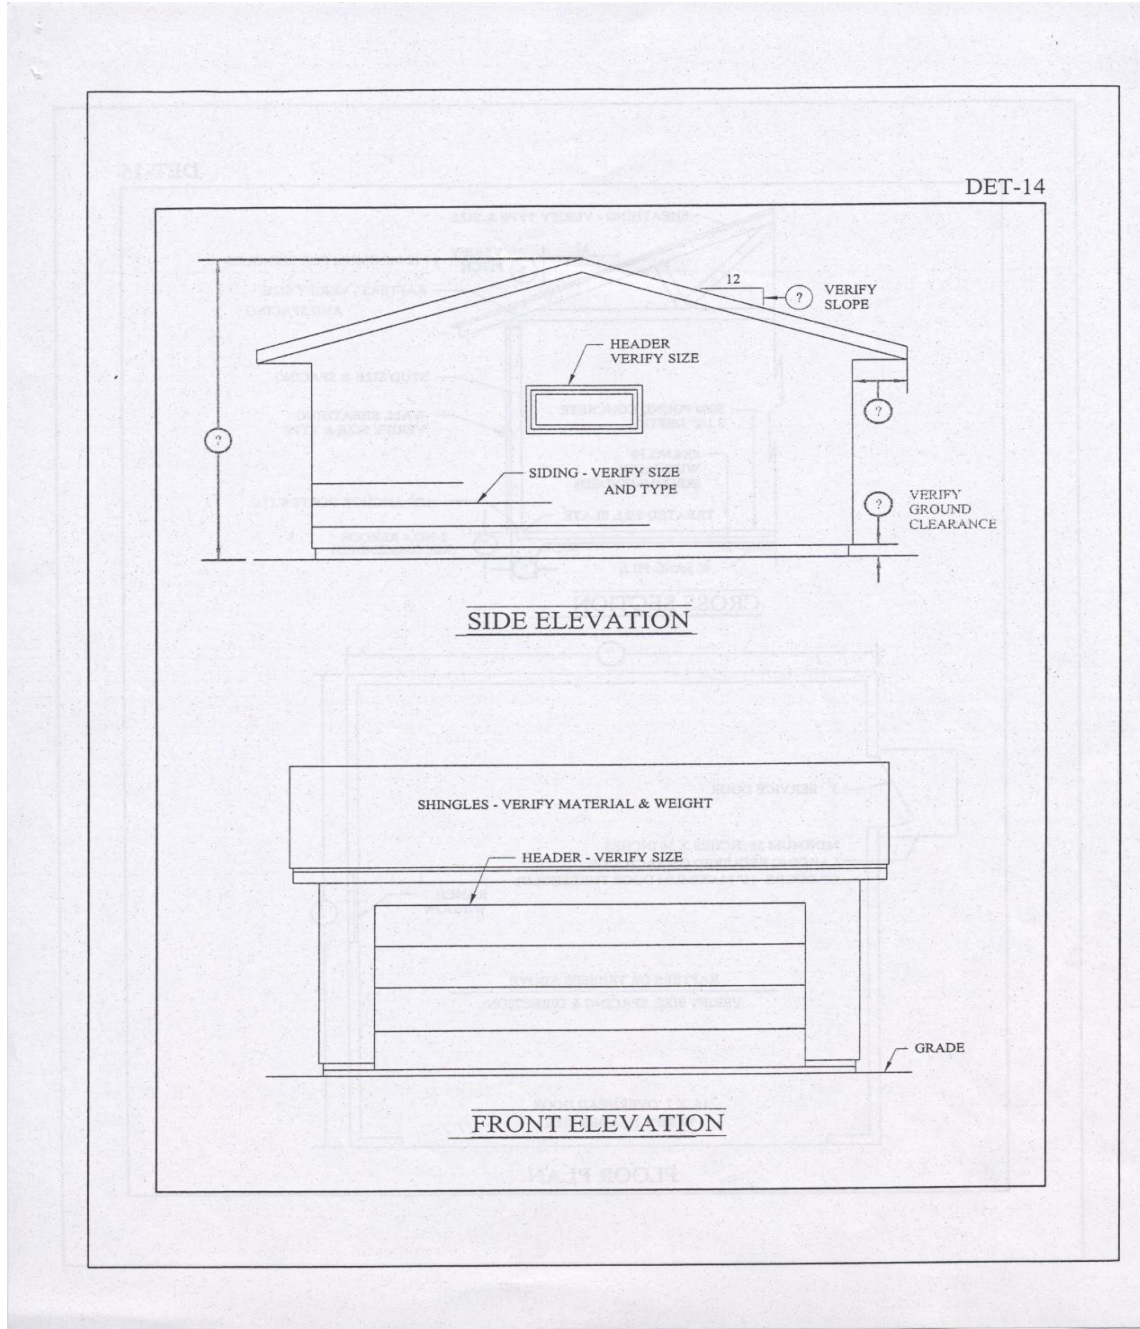 DET-14
12
?
VERIFY
SLOPE
HEADER
VERIFY SIZE
?
?
SIDING - VERIFY SIZE
AND TYPE
?
VERIFY
GROUND
CLEARANCE
SIDE ELEVATION
SHINGLES - VERIFY MATERIAL & WEIGHT
HEADER - VERIFY SIZE
GRADE
FRONT ELEVATION